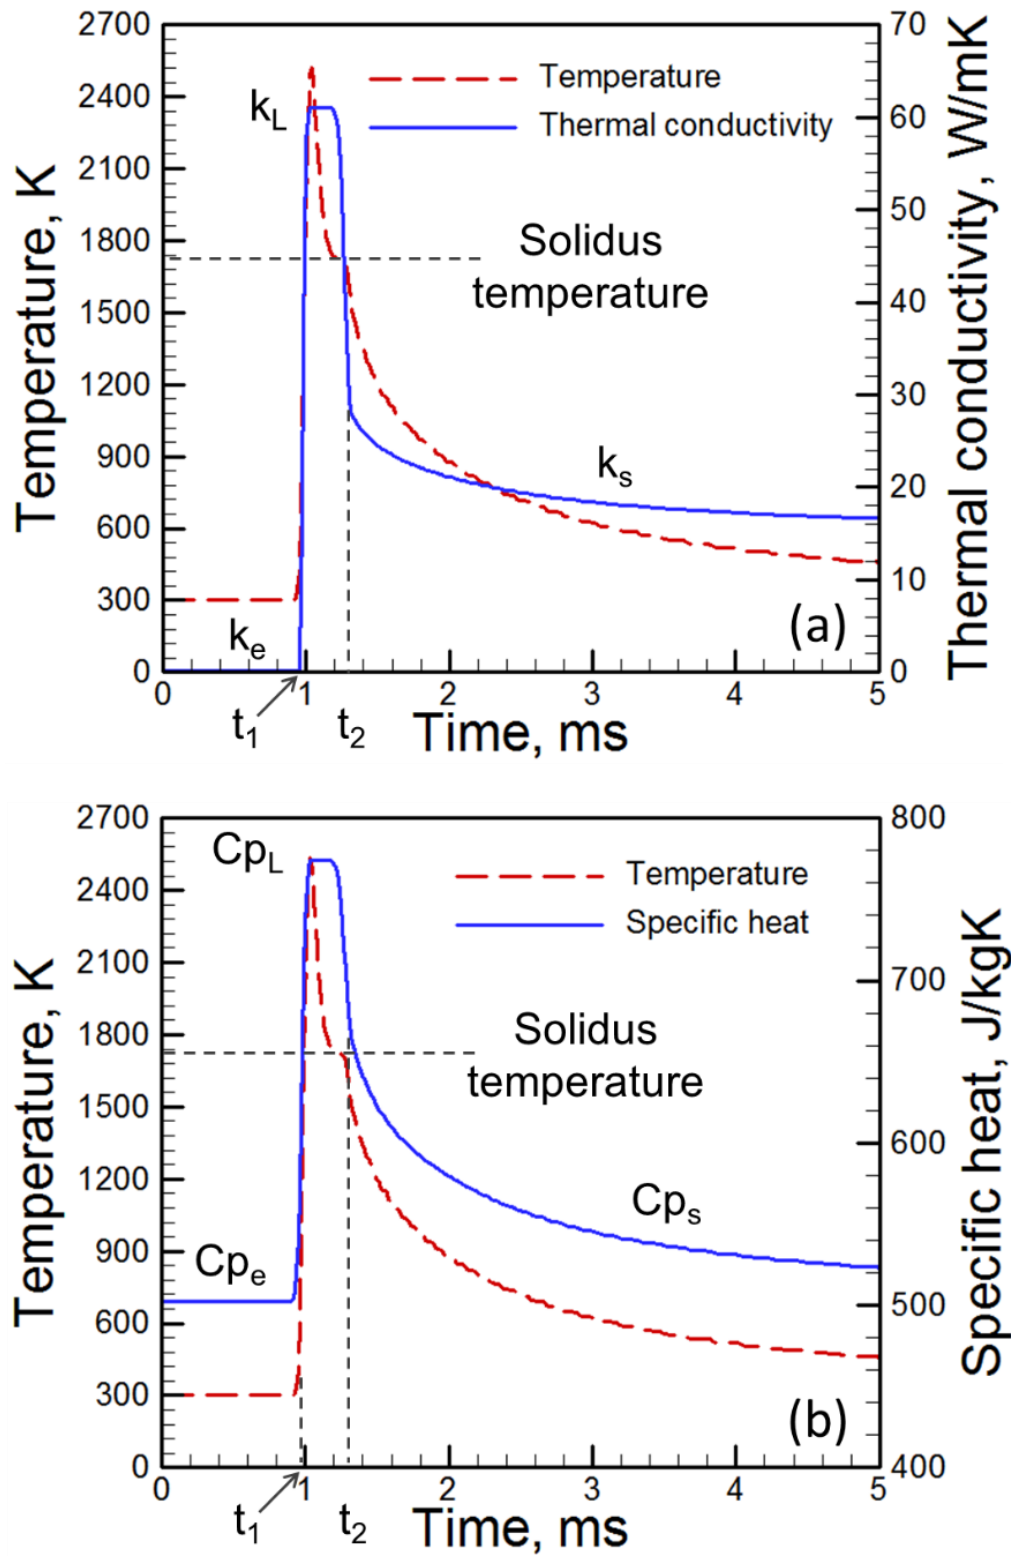 2700
2400
2100
1800
1500
1200
900
600
300
0
Temperature, K
70
60
50
40
30
20
10
0
Thermal conductivity, W/mK
Temperature
Thermal conductivity
k_L
Solidus
temperature
k_s
k_e
(a)
0 1 2 3 4 5
t_1 t_2 Time, ms
2700
2400
2100
1800
1500
1200
900
600
300
0
Temperature, K
800
700
600
500
400
Specific heat, J/kgK
Cp_L
Temperature
Specific heat
Solidus
temperature
Cp_s
Cp_e
(b)
0 1 2 3 4 5
t_1 t_2 Time, ms